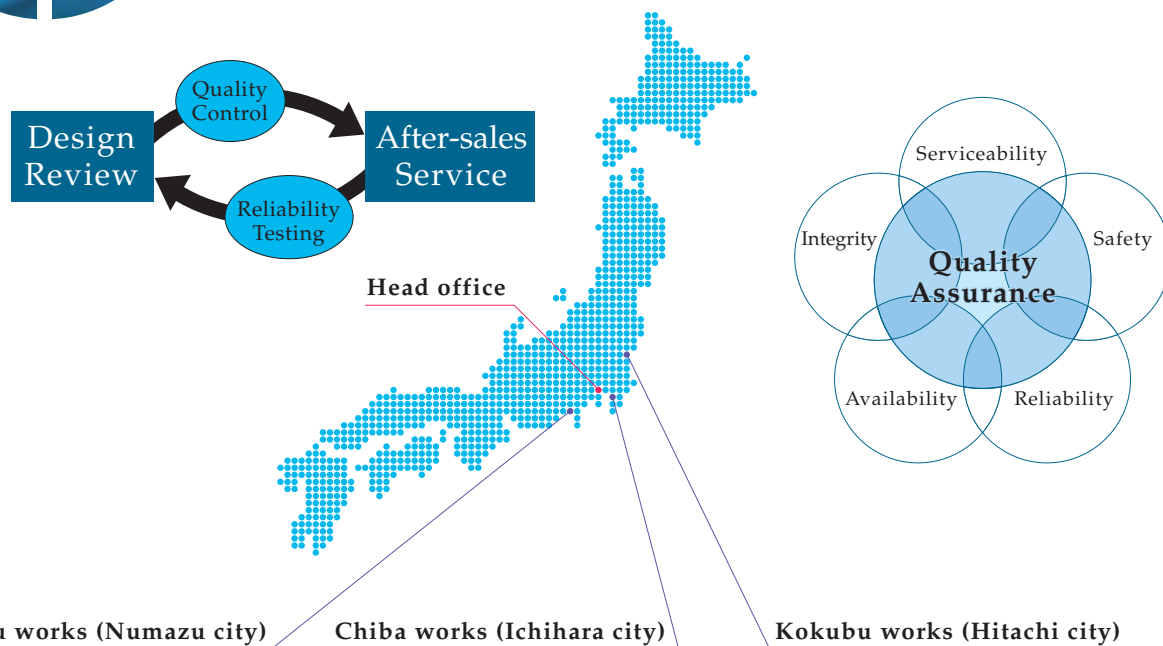 Quality
Control
Design
Review
After-sales
Service
Reliability
Testing
Head office
Serviceability
Integrity
Safety
Quality
Assurance
Availability
Reliability
works (Numazu city)
Chiba works (Ichihara city)
Kokubu works (Hitachi city)